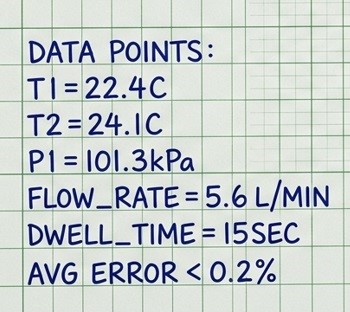 DATA POINTS:
T1=22.4C
T2=24.1C
P1=101.3kPa
FLOW_RATE=5.6 L/MIN
DWELL_TIME=15SEC
AVG ERROR<0.2%